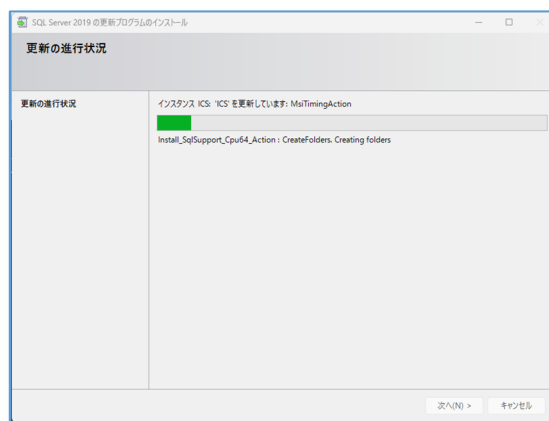 SQL Server 2019 の更新プログラムのインストール
更新の進行状況
更新の進行状況
インスタンス ICS: 'ICS' を更新しています: MsiTimingAction
Install_SqlSupport_Cpu64_Action : CreateFolders. Creating folders
次へ(N) >
キャンセル